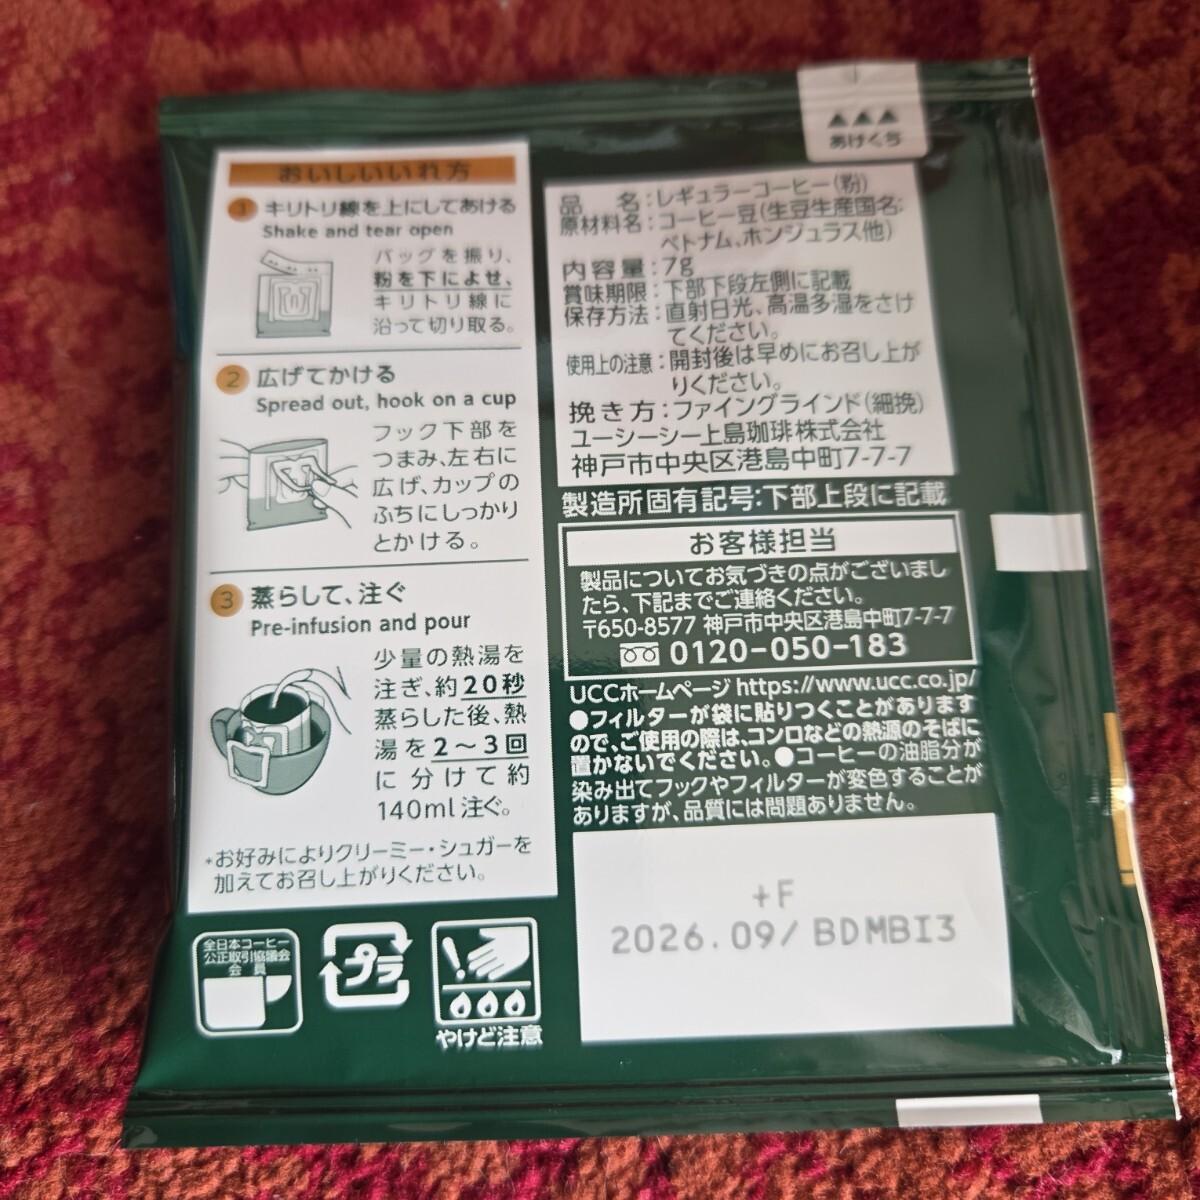 あけくち
おいしいいれ方
1 キリトリ線を上にしてあける
Shake and tear open
バッグを振り、
粉を下によせ、
キリトリ線に
沿って切り取る。
2 広げてかける
Spread out, hook on a cup
フック下部を
つまみ、左右に
広げ、カップの
ふちにしっかり
とかける。
3 蒸らして、注ぐ
Pre-infusion and pour
少量の熱湯を
注ぎ、約20秒
蒸らした後、熱
湯を2〜3回
に分けて約
140ml注ぐ。
*お好みによりクリーミー・シュガーを
加えてお召し上がりください。
全日本コーヒー
公正取引協議会
会員
プラ
やけど注意
品名:レギュラーコーヒー(粉)
原材料名:コーヒー豆(生豆生産国名:
ベトナム、ホンジュラス他)
内容量:7g
賞味期限:下部下段左側に記載
保存方法:直射日光、高温多湿をさけ
てください。
使用上の注意:開封後は早めにお召し上が
りください。
挽き方:ファイングラインド(細挽)
ユーシーシー上島珈琲株式会社
神戸市中央区港島中町7-7-7
製造所固有記号:下部上段に記載
お客様担当
製品についてお気づきの点がございまし
たら、下記までご連絡ください。
〒650-8577 神戸市中央区港島中町7-7-7
0120-050-183
UCCホームページ https://www.ucc.co.jp/
●フィルターが袋に貼りつくことがあります
ので、ご使用の際は、コンロなどの熱源のそばに
置かないでください。●コーヒーの油脂分が
染み出てフックやフィルターが変色することが
ありますが、品質には問題ありません。
+F
2026.09/BDMBI3